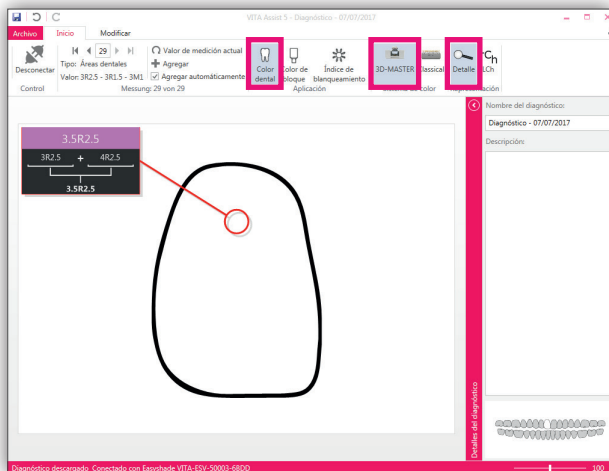 VITA Assist 5 - Diagnóstico - 07/07/2017
Archivo Inicio Modificar
Desconectar
Control
29
Tipo: Áreas dentales
Valor: 3R2.5 - 3R1.5 - 3M1
Messung: 29 von 29
Valor de medición actual
Agregar
Agregar automáticamente
Color dental
Color de bloque
Índice de blanqueamiento
Aplicación
3D-MASTER
Classical
Detalle
LCh
3.5R2.5
3R2.5 + 4R2.5
3.5R2.5
Nombre del diagnóstico:
Diagnóstico - 07/07/2017
Descripción:
Detalles del diagnóstico
Diagnóstico descargado Conectado con Easyshade VITA-ESV-50003-68DD
100